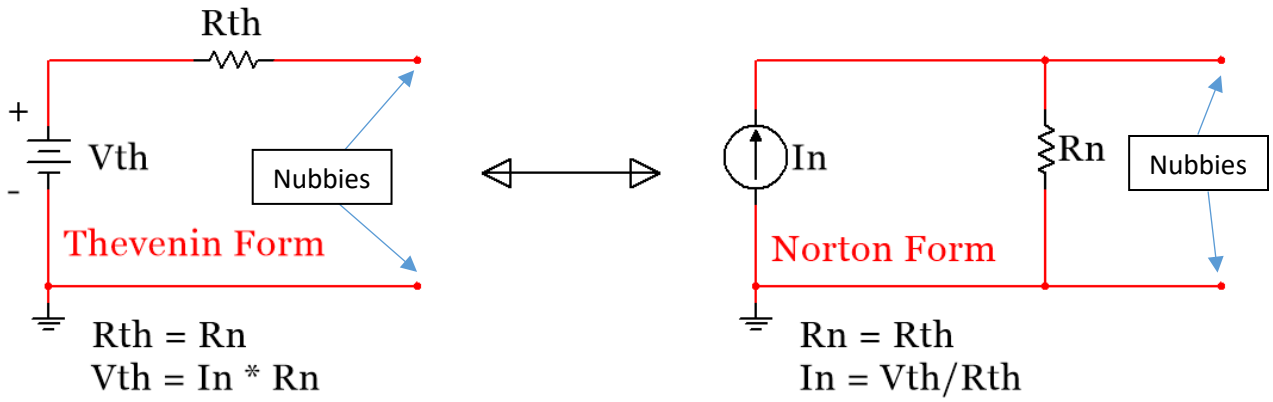 Rth
+
Vth
-
Nubbies
Thevenin Form
Rth = Rn
Vth = In * Rn
In
Rn
Nubbies
Norton Form
Rn = Rth
In = Vth/Rth